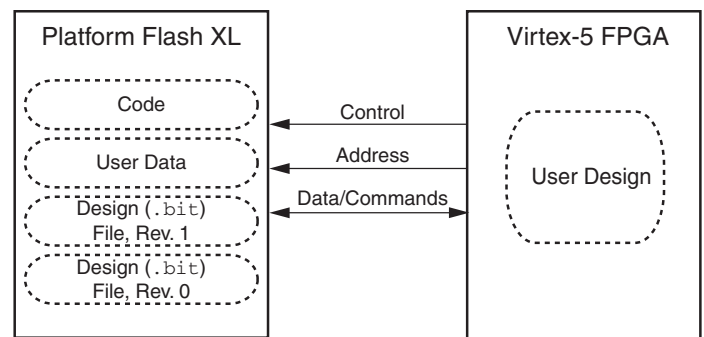 Platform Flash XL
Code
User Data
Design (.bit)
File, Rev. 1
Design (.bit)
File, Rev. 0
Control
Address
Data/Commands
Virtex-5 FPGA
User Design